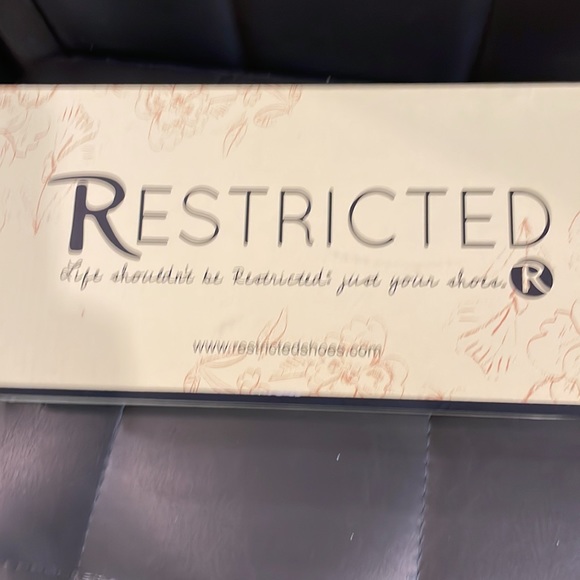 RESTRICTED
Life shouldn't be Restricted; just your shoes.
R
www.restrictedshoes.com